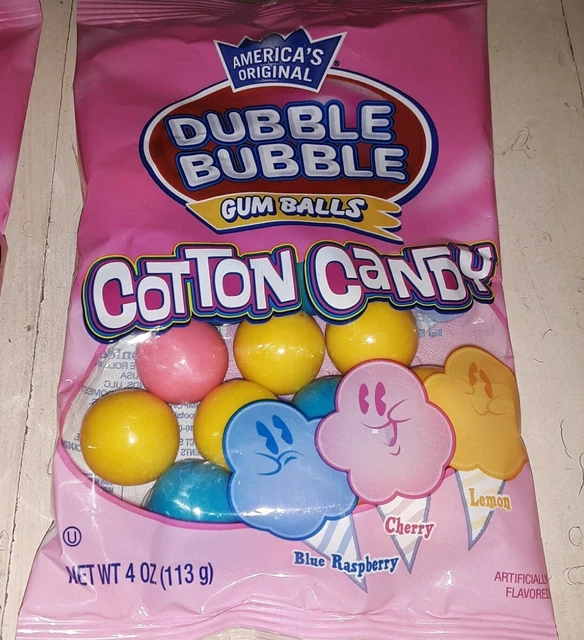 AMERICA'S
ORIGINAL
DUBBLE
BUBBLE
GUM BALLS
COTTON CANDY
Lemon
Cherry
Blue Raspberry
U
NET WT 4 OZ (113 g)
ARTIFICIALLY
FLAVORED